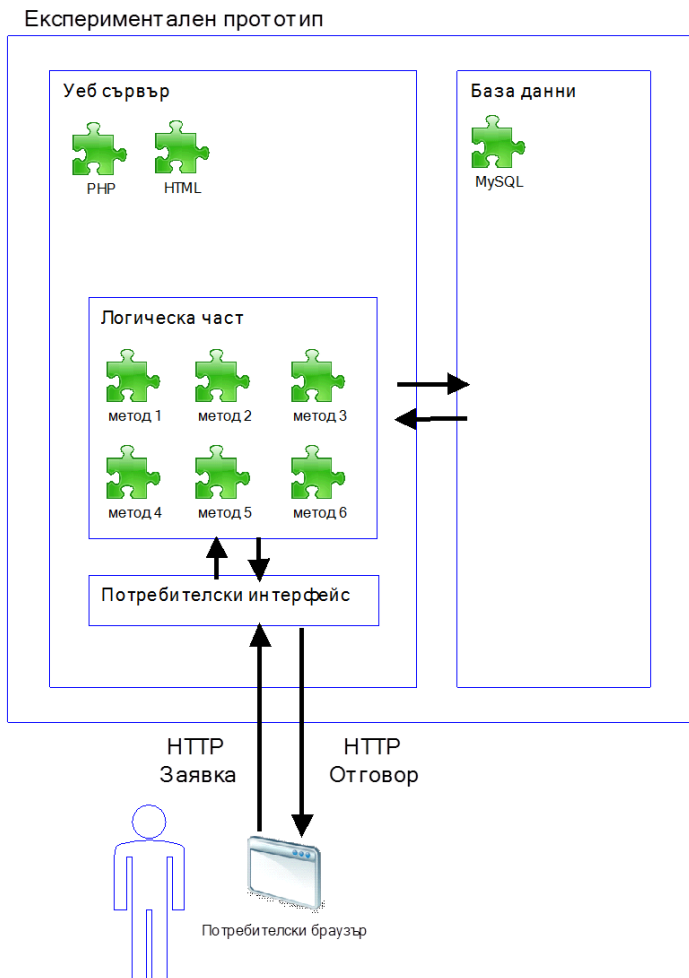 Експериментален прототип
Уеб сървър
База данни
PHP
HTML
MySQL
Логическа част
метод 1
метод 2
метод 3
метод 4
метод 5
метод 6
Потребителски интерфейс
HTTP
Заявка
HTTP
Отговор
Потребителски браузър